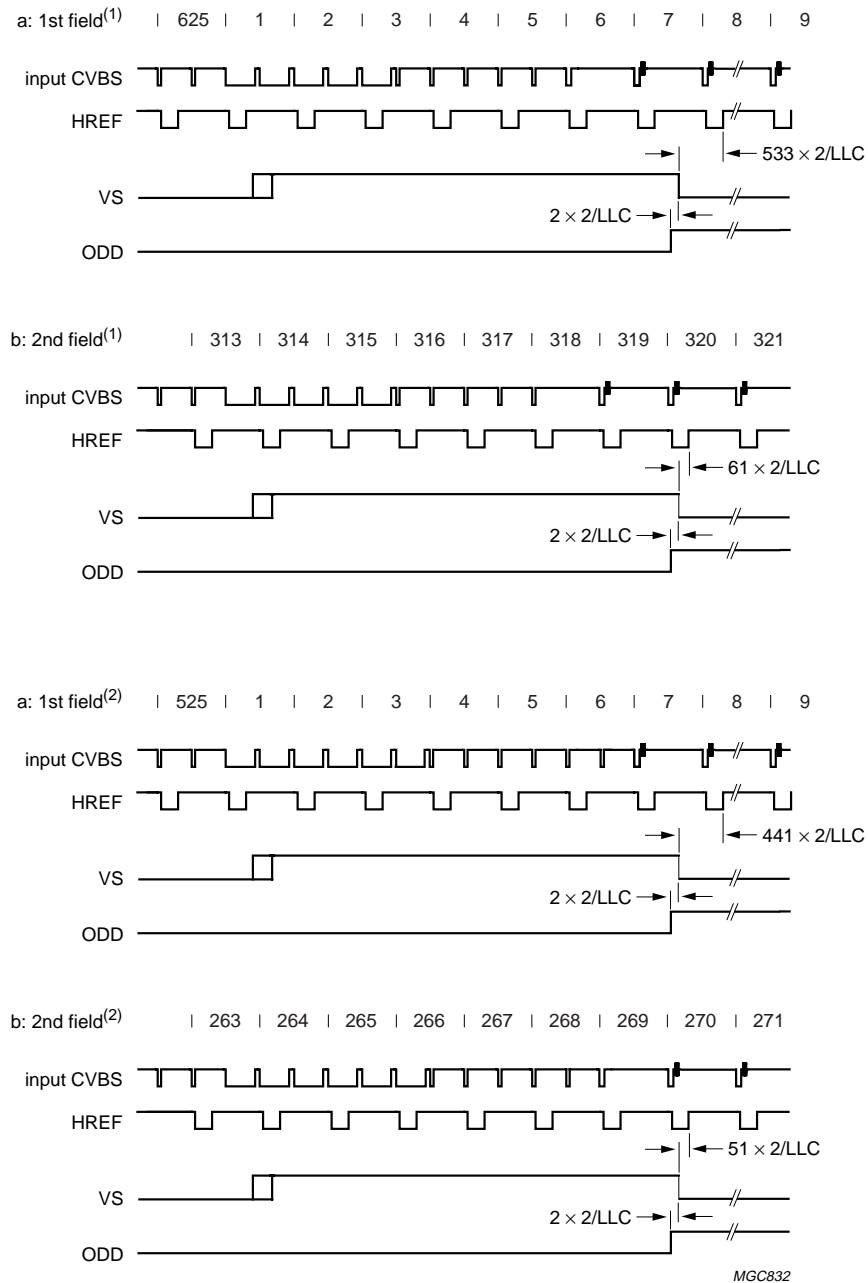 a: 1st field(1) | 625 | 1 | 2 | 3 | 4 | 5 | 6 | 7 | 8 | 9
input CVBS
HREF
533 × 2/LLC
VS
2 × 2/LLC
ODD
b: 2nd field(1) | 313 | 314 | 315 | 316 | 317 | 318 | 319 | 320 | 321
input CVBS
HREF
61 × 2/LLC
VS
2 × 2/LLC
ODD
a: 1st field(2) | 525 | 1 | 2 | 3 | 4 | 5 | 6 | 7 | 8 | 9
input CVBS
HREF
441 × 2/LLC
VS
2 × 2/LLC
ODD
b: 2nd field(2) | 263 | 264 | 265 | 266 | 267 | 268 | 269 | 270 | 271
input CVBS
HREF
51 × 2/LLC
VS
2 × 2/LLC
ODD
MGC832